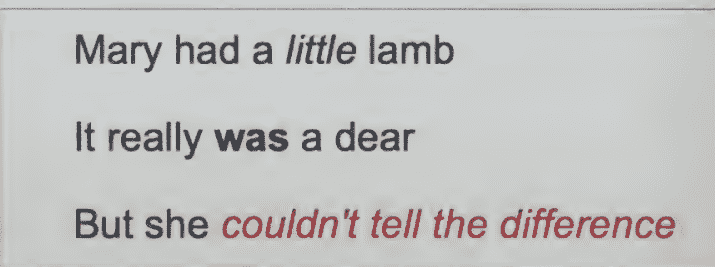 Mary had a little lamb
It really was a dear
But she couldn't tell the difference